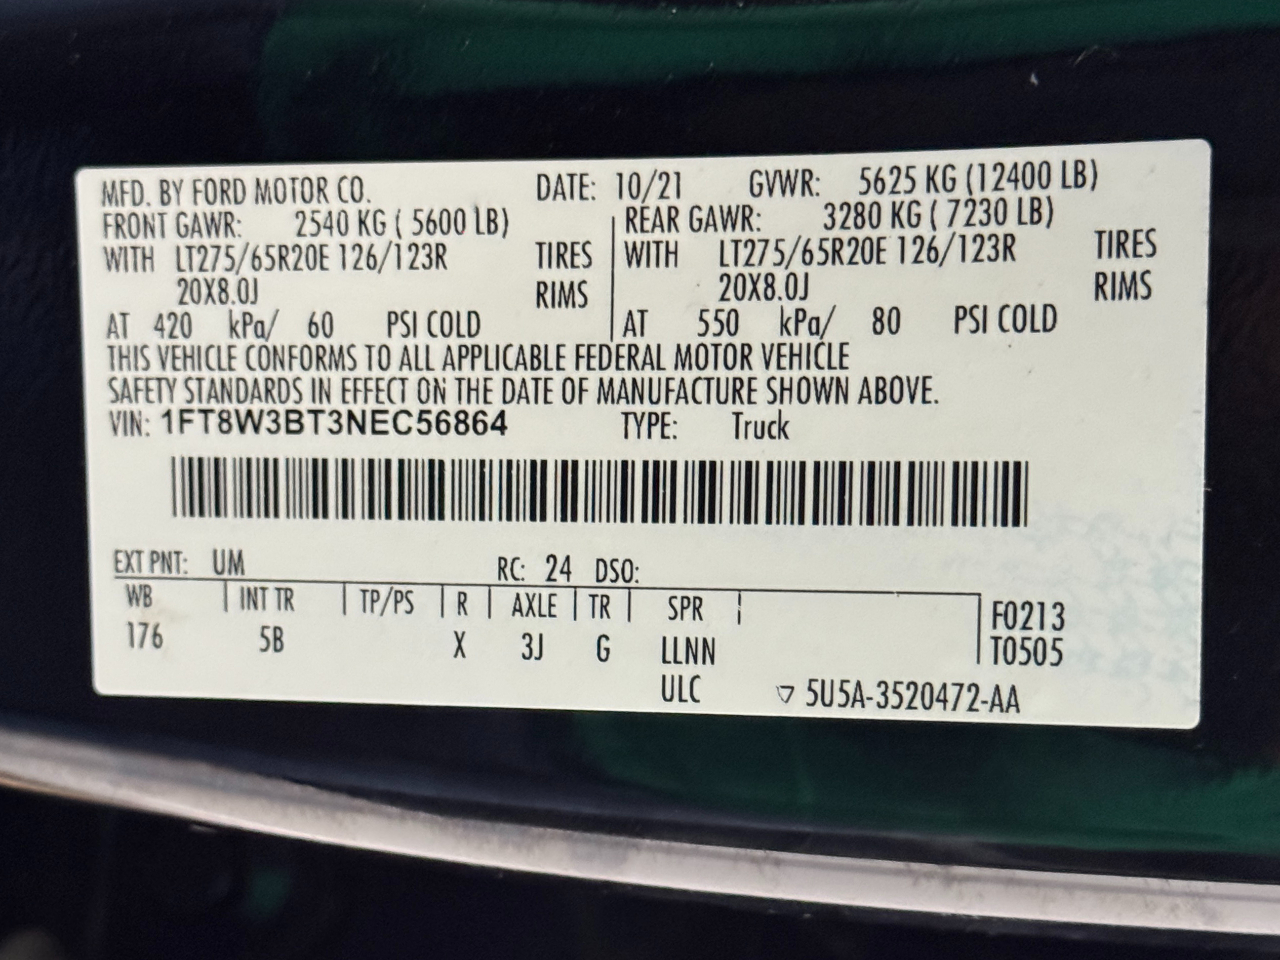 MFD. BY FORD MOTOR CO. DATE: 10/21 GVWR: 5625 KG (12400 LB)
FRONT GAWR: 2540 KG ( 5600 LB) REAR GAWR: 3280 KG ( 7230 LB)
WITH LT275/65R20E 126/123R TIRES WITH LT275/65R20E 126/123R TIRES
20X8.0J RIMS 20X8.0J RIMS
AT 420 kPa/ 60 PSI COLD AT 550 kPa/ 80 PSI COLD
THIS VEHICLE CONFORMS TO ALL APPLICABLE FEDERAL MOTOR VEHICLE
SAFETY STANDARDS IN EFFECT ON THE DATE OF MANUFACTURE SHOWN ABOVE.
VIN: 1FT8W3BT3NEC56864 TYPE: Truck
EXT PNT: UM RC: 24 DSO:
WB INT TR TP/PS R AXLE TR SPR F0213
176 5B X 3J G LLNN T0505
ULC 5U5A-3520472-AA